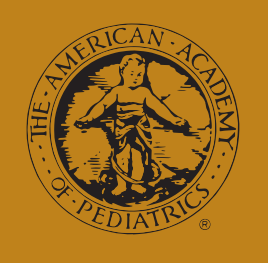 · THE · AMERICAN · ACADEMY ·
· OF · PEDIATRICS ·
®